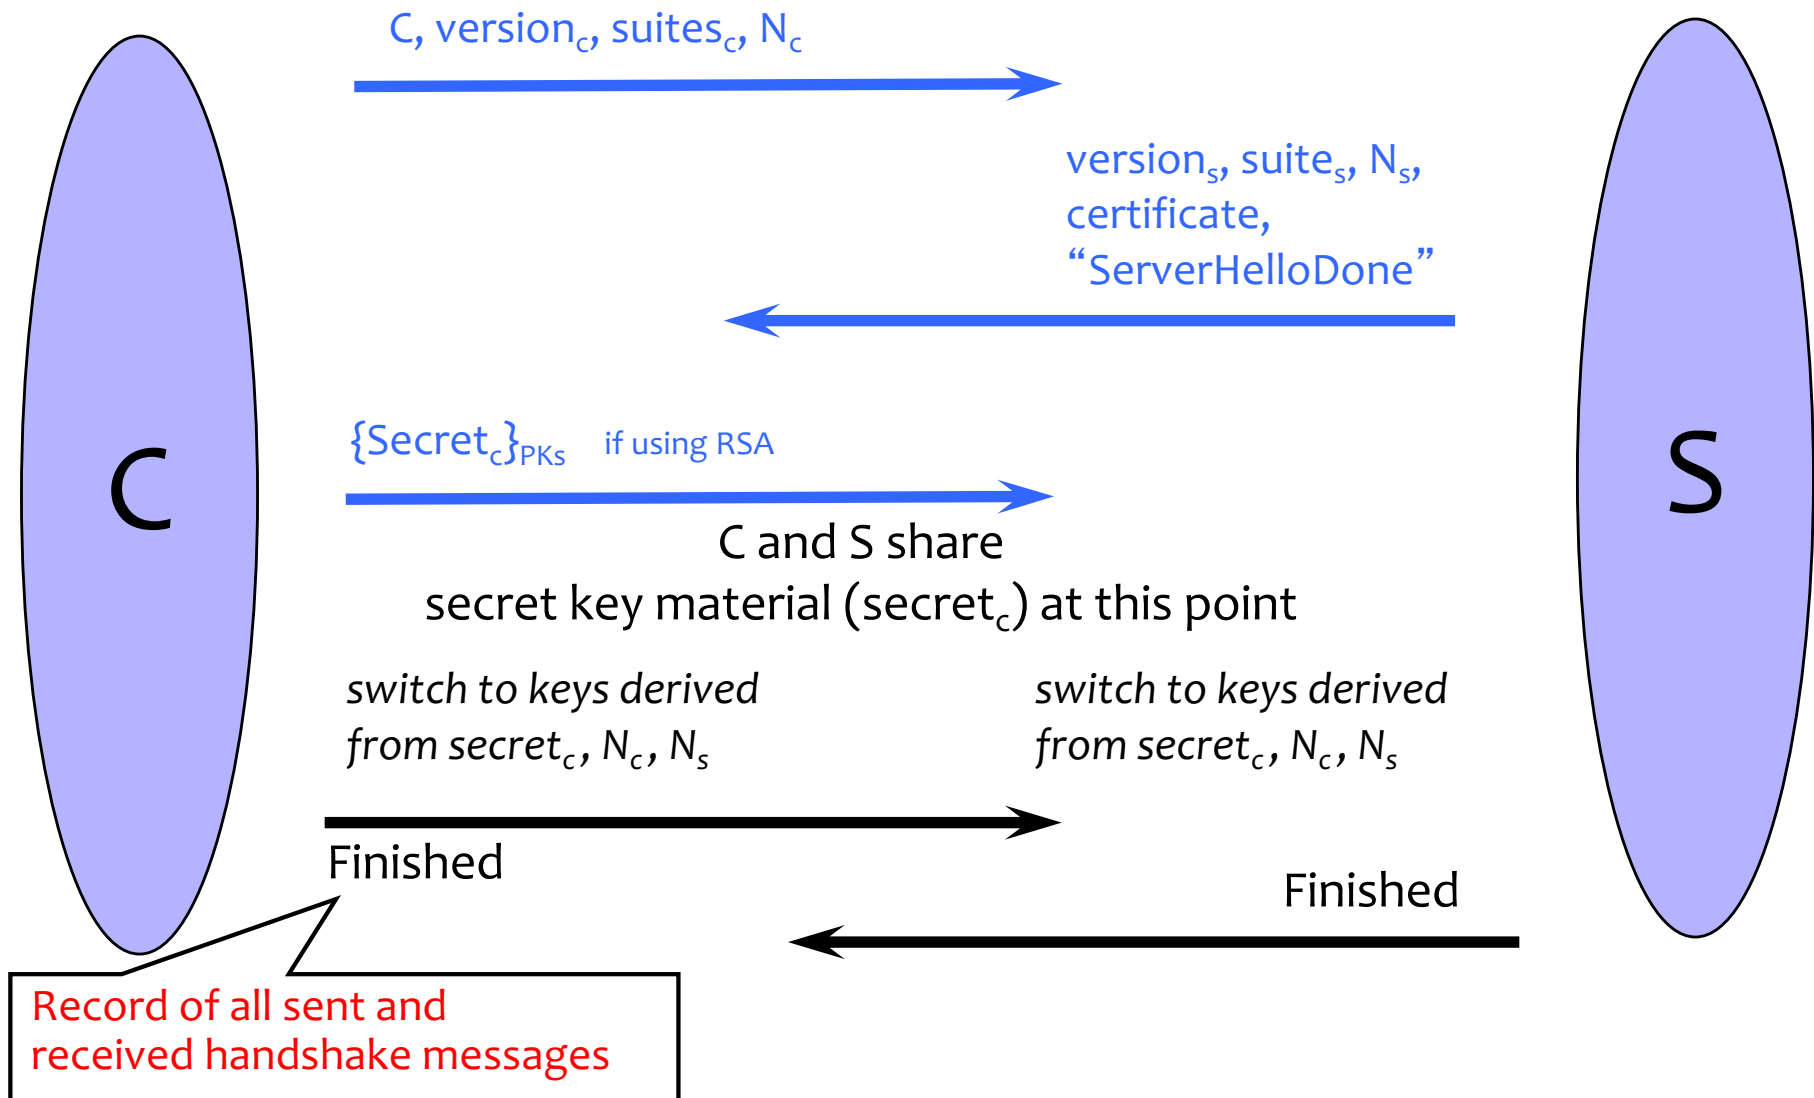 C, version_c, suites_c, N_c
version_s, suite_s, N_s,
certificate,
“ServerHelloDone”
C
S
{Secret_c}_PKs if using RSA
C and S share
secret key material (secret_c) at this point
switch to keys derived
from secret_c, N_c, N_s
switch to keys derived
from secret_c, N_c, N_s
Finished
Finished
Record of all sent and
received handshake messages